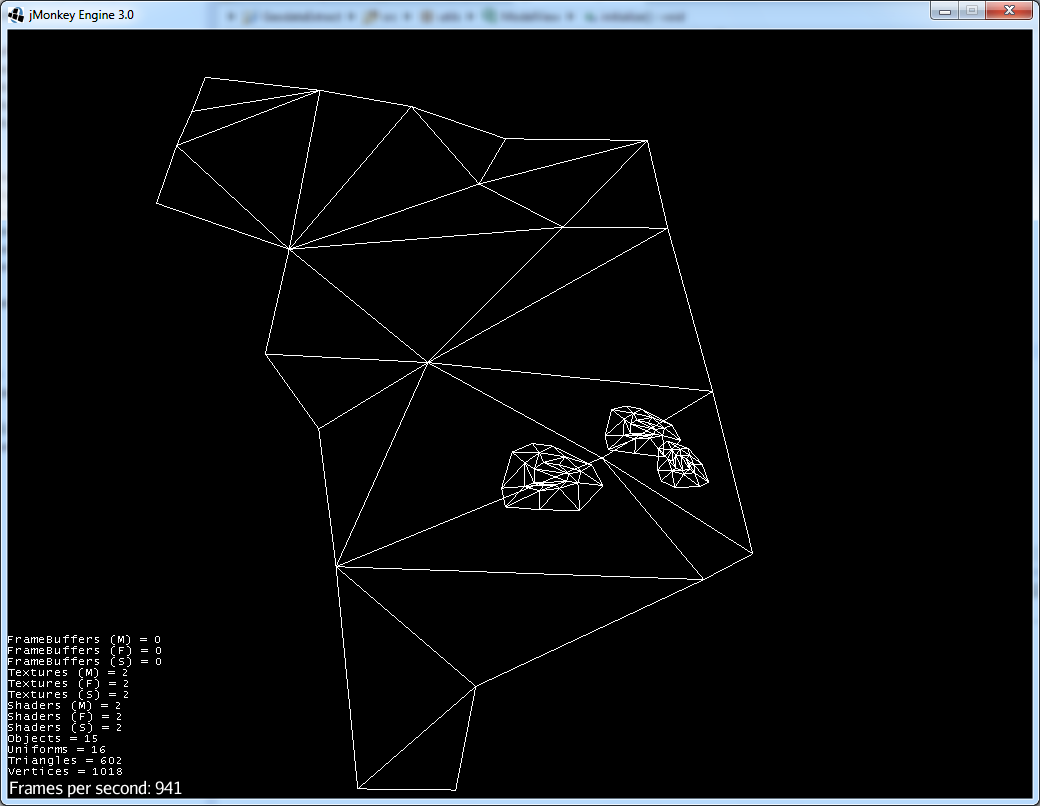 jMonkey Engine 3.0
FrameBuffers (M) = 0
FrameBuffers (F) = 0
FrameBuffers (S) = 0
Textures (M) = 2
Textures (F) = 2
Textures (S) = 2
Shaders (M) = 2
Shaders (F) = 2
Shaders (S) = 2
Objects = 15
Uniforms = 16
Triangles = 602
Vertices = 1018
Frames per second: 941